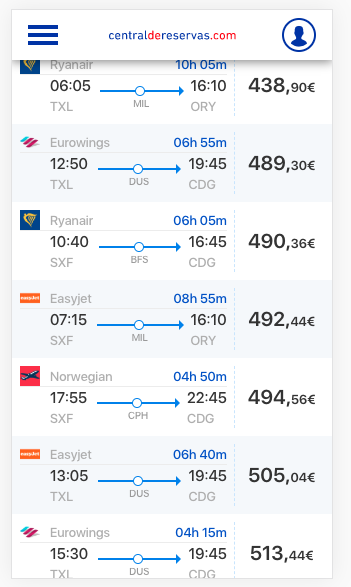 centraldereservas.com
Ryanair 10h 05m
06:05 16:10 438,90€
TXL MIL ORY
Eurowings 06h 55m
12:50 19:45 489,30€
TXL DUS CDG
Ryanair 06h 05m
10:40 16:45 490,36€
SXF BFS CDG
easyJet Easyjet 08h 55m
07:15 16:10 492,44€
SXF MIL ORY
Norwegian 04h 50m
17:55 22:45 494,56€
SXF CPH CDG
easyJet Easyjet 06h 40m
13:05 19:45 505,04€
TXL DUS CDG
Eurowings 04h 15m
15:30 19:45 513,44€
TXL DUS CDG